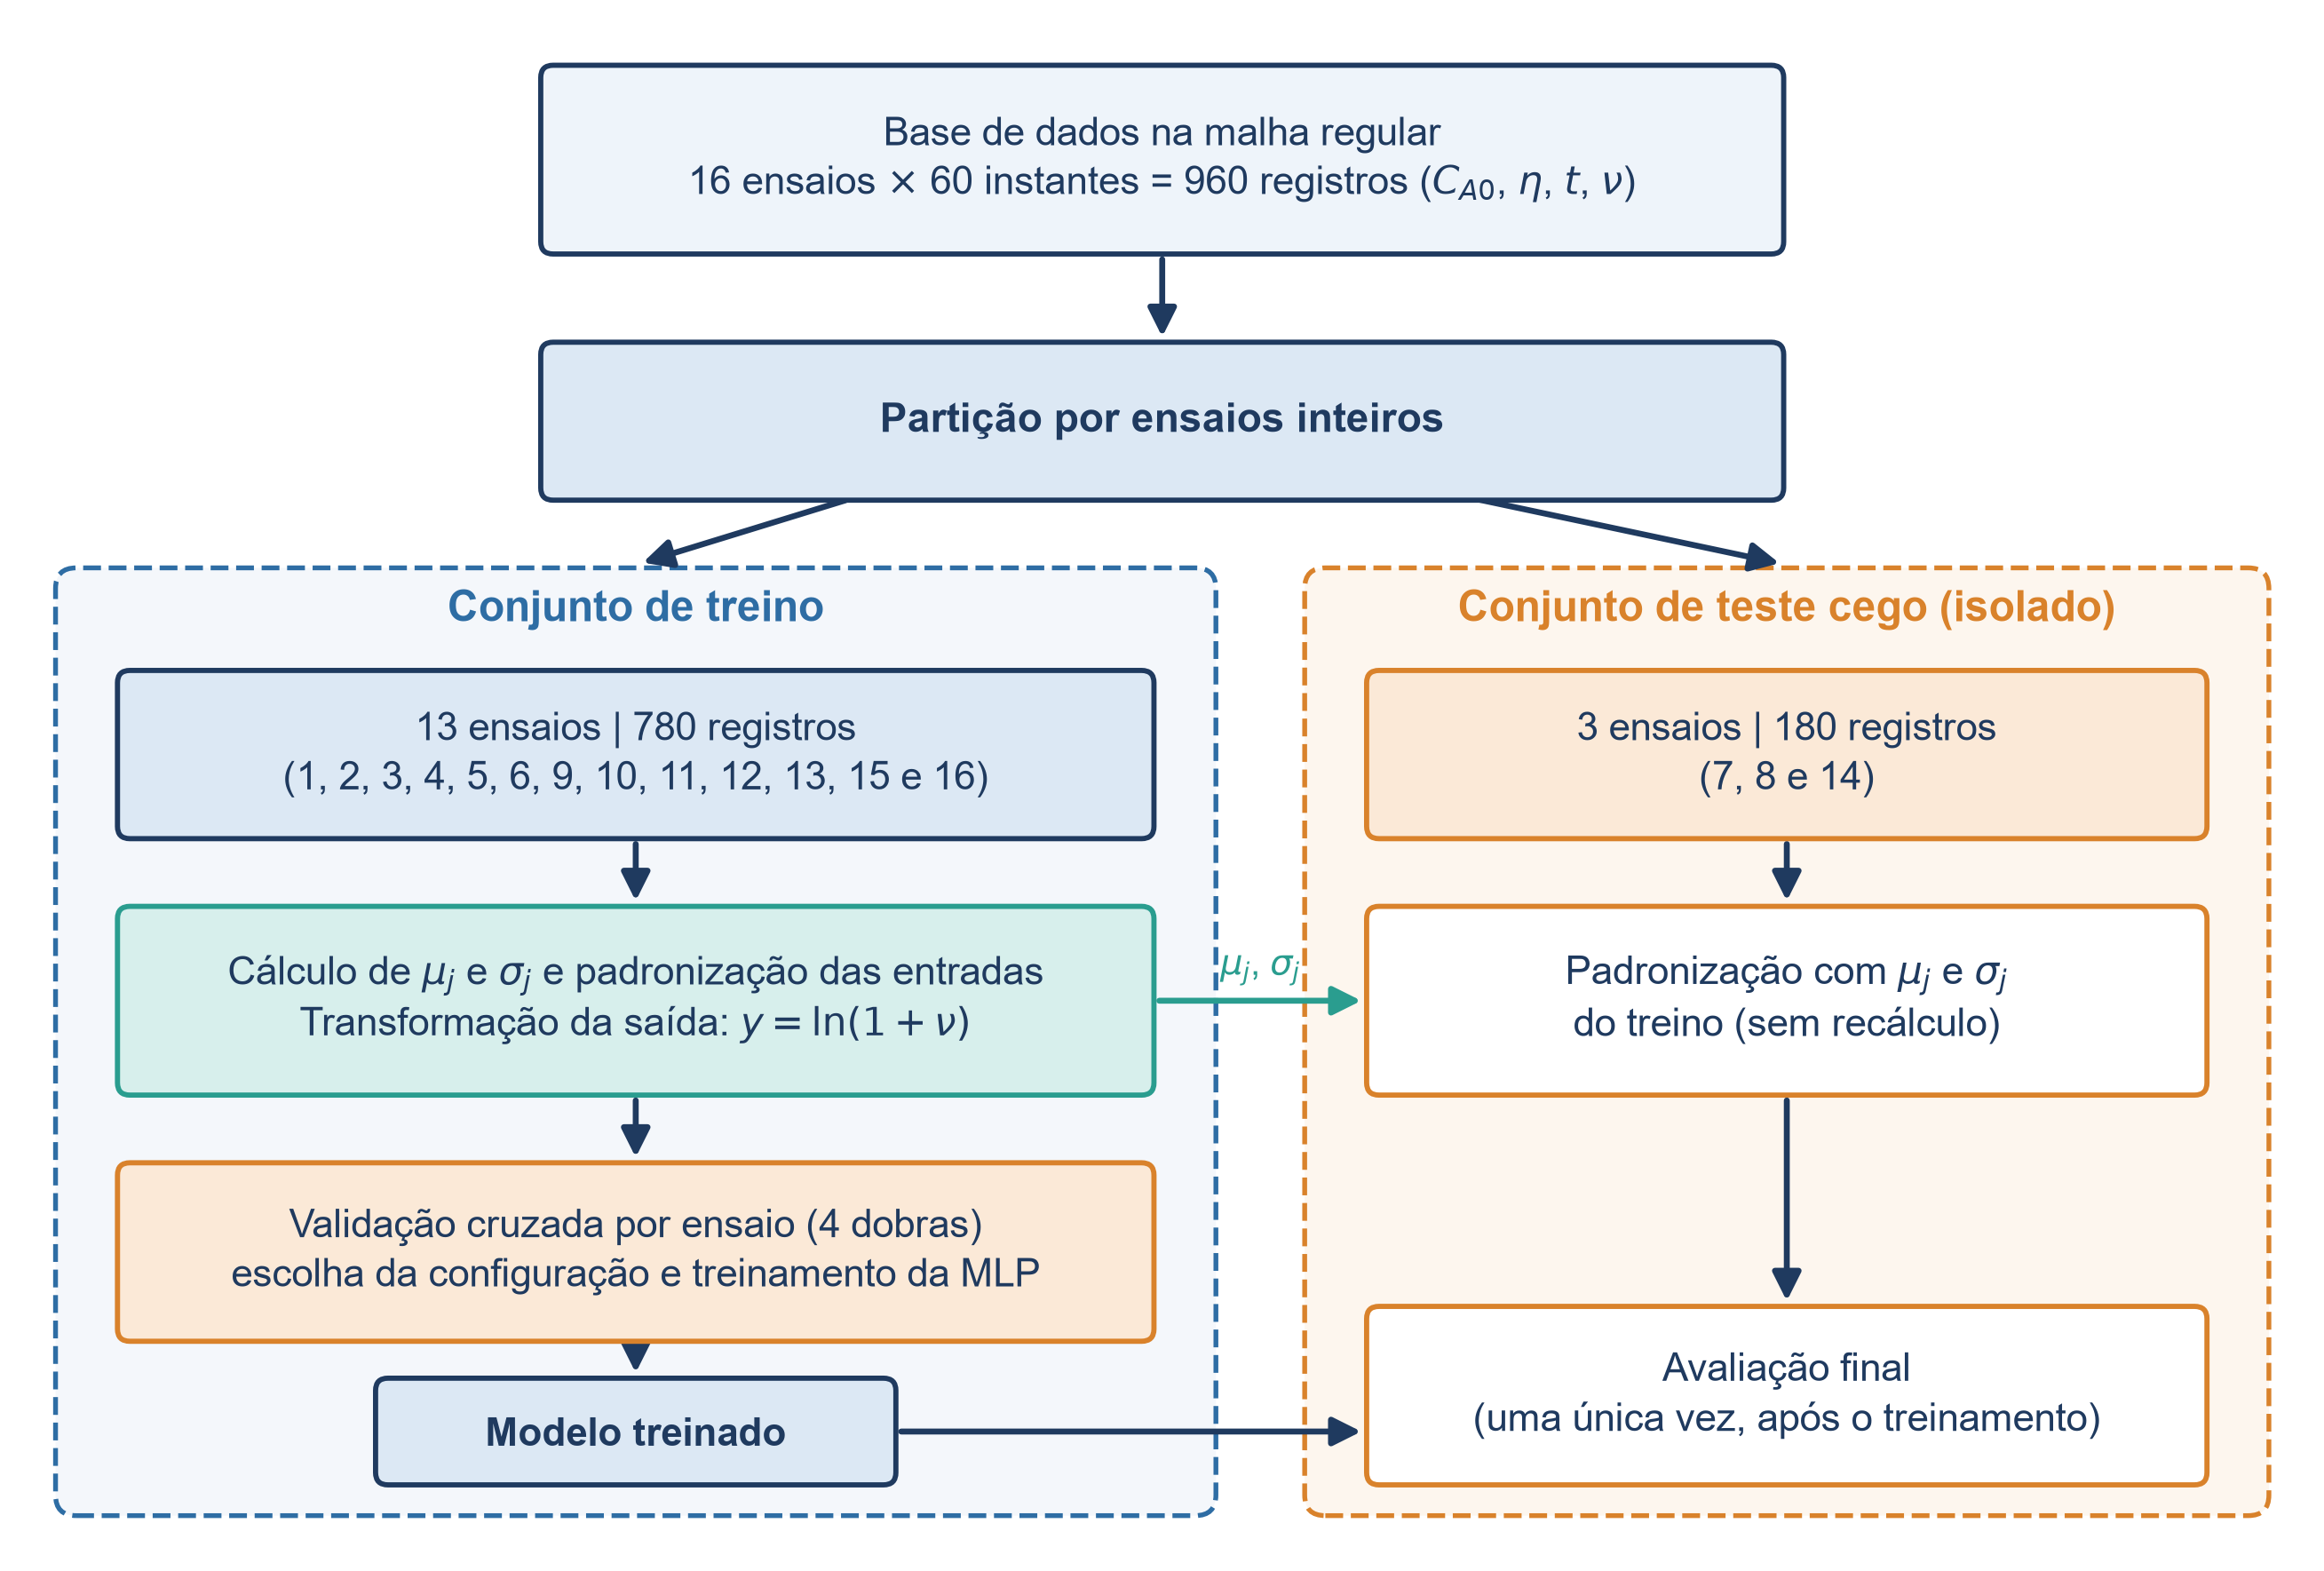 Base de dados na malha regular
16 ensaios × 60 instantes = 960 registros (C_{A0}, η, t, ν)
Partição por ensaios inteiros
Conjunto de treino
13 ensaios | 780 registros
(1, 2, 3, 4, 5, 6, 9, 10, 11, 12, 13, 15 e 16)
Cálculo de μ_j e σ_j e padronização das entradas
Transformação da saída: y = ln(1 + ν)
Validação cruzada por ensaio (4 dobras)
escolha da configuração e treinamento da MLP
Modelo treinado
μ_j, σ_j
Conjunto de teste cego (isolado)
3 ensaios | 180 registros
(7, 8 e 14)
Padronização com μ_j e σ_j
do treino (sem recálculo)
Avaliação final
(uma única vez, após o treinamento)